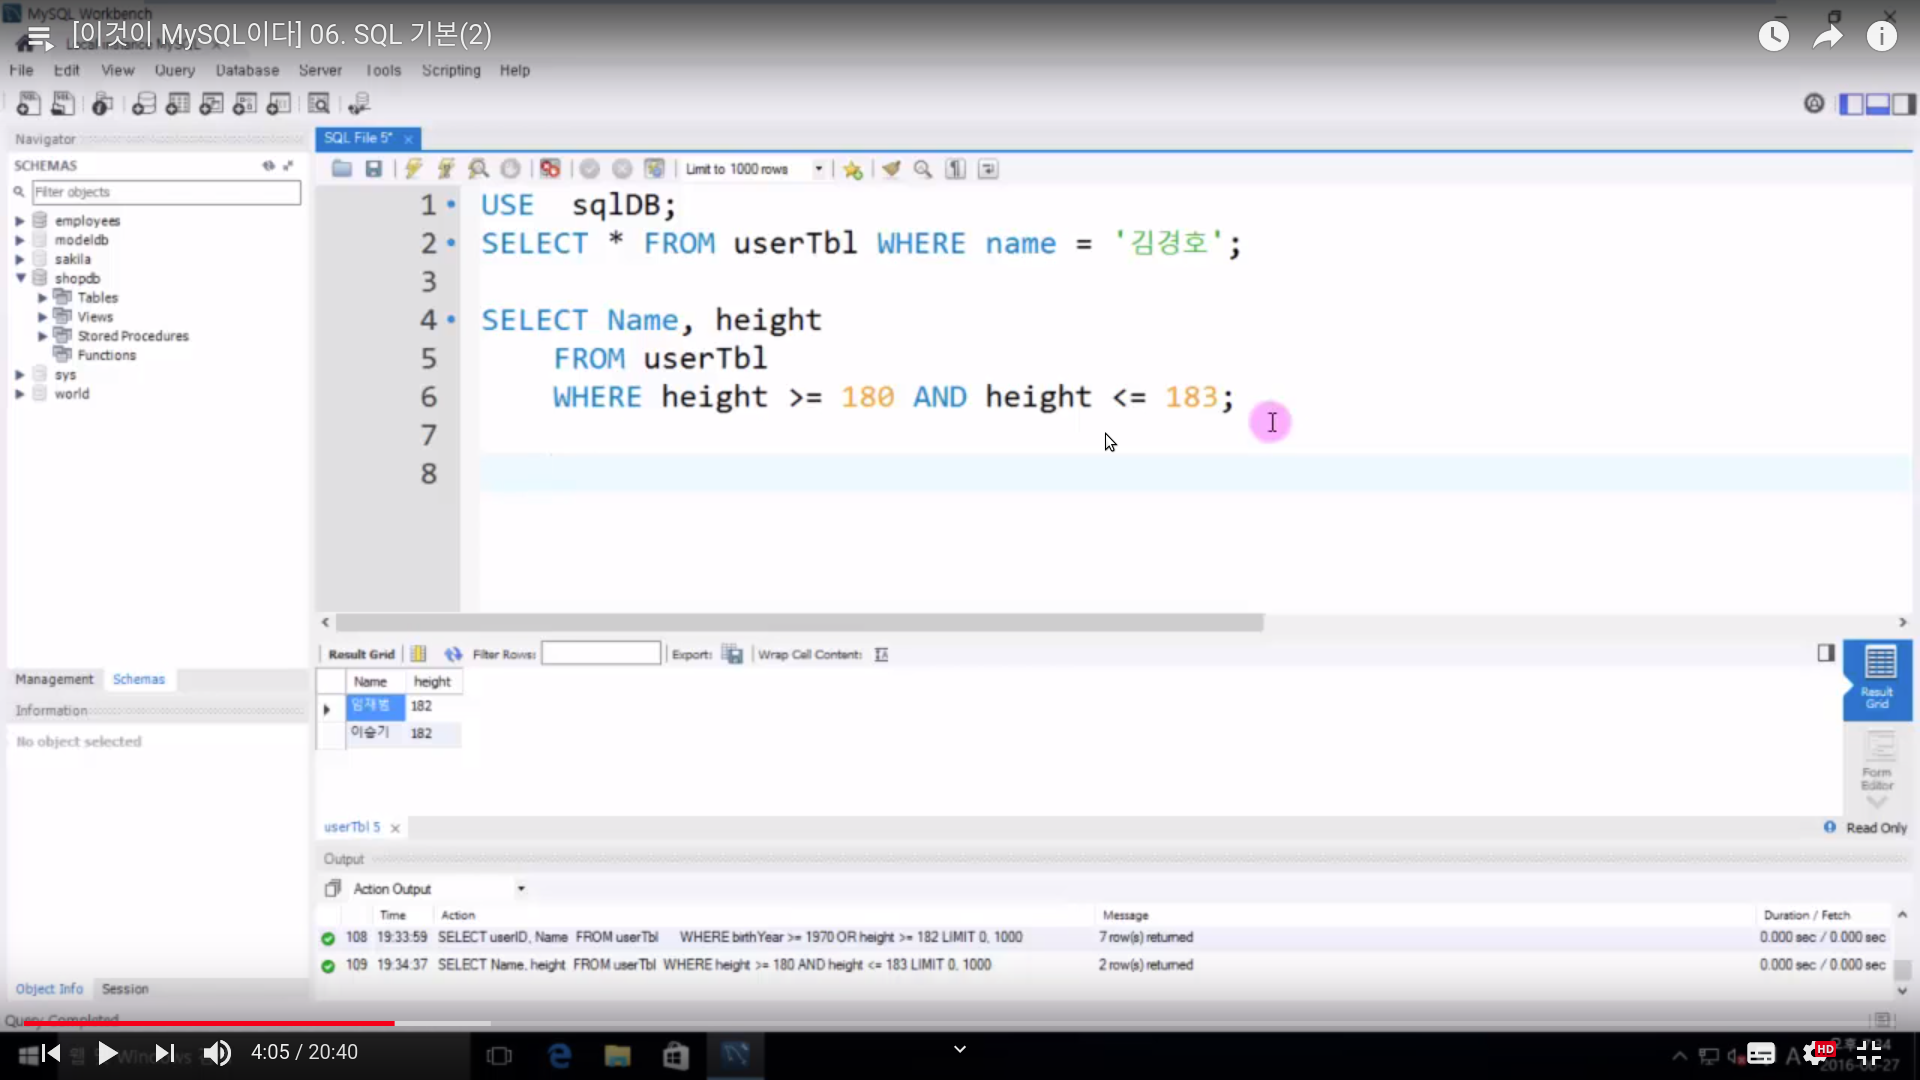 MySQL Workbench
[이것이 MySQL이다] 06. SQL 기본(2)
File Edit View Query Database Server Tools Scripting Help
Navigator
SQL File 5*
SCHEMAS
Limit to 1000 rows
Filter objects
employees
modeldb
sakila
shopdb
Tables
Views
Stored Procedures
Functions
sys
world
1 USE sqlDB;
2 SELECT * FROM userTbl WHERE name = '김경호';
3
4 SELECT Name, height
5 FROM userTbl
6 WHERE height >= 180 AND height <= 183;
7
8
Result Grid Filter Rows: Export: Wrap Cell Content:
Name height
임재범 182
이승기 182
Result Grid
Form Editor
Management Schemas
Information
No object selected
userTbl 5
Read Only
Output
Action Output
Time Action Message Duration / Fetch
108 19:33:59 SELECT userID, Name FROM userTbl WHERE birthYear >= 1970 OR height >= 182 LIMIT 0, 1000 7 row(s) returned 0.000 sec / 0.000 sec
109 19:34:37 SELECT Name, height FROM userTbl WHERE height >= 180 AND height <= 183 LIMIT 0, 1000 2 row(s) returned 0.000 sec / 0.000 sec
Object Info Session
Query Completed
4:05 / 20:40
HD